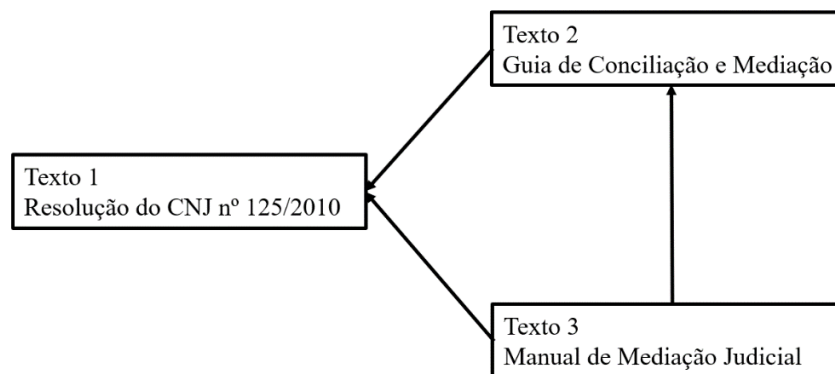 Texto 2
Guia de Conciliação e Mediação
Texto 1
Resolução do CNJ nº 125/2010
Texto 3
Manual de Mediação Judicial